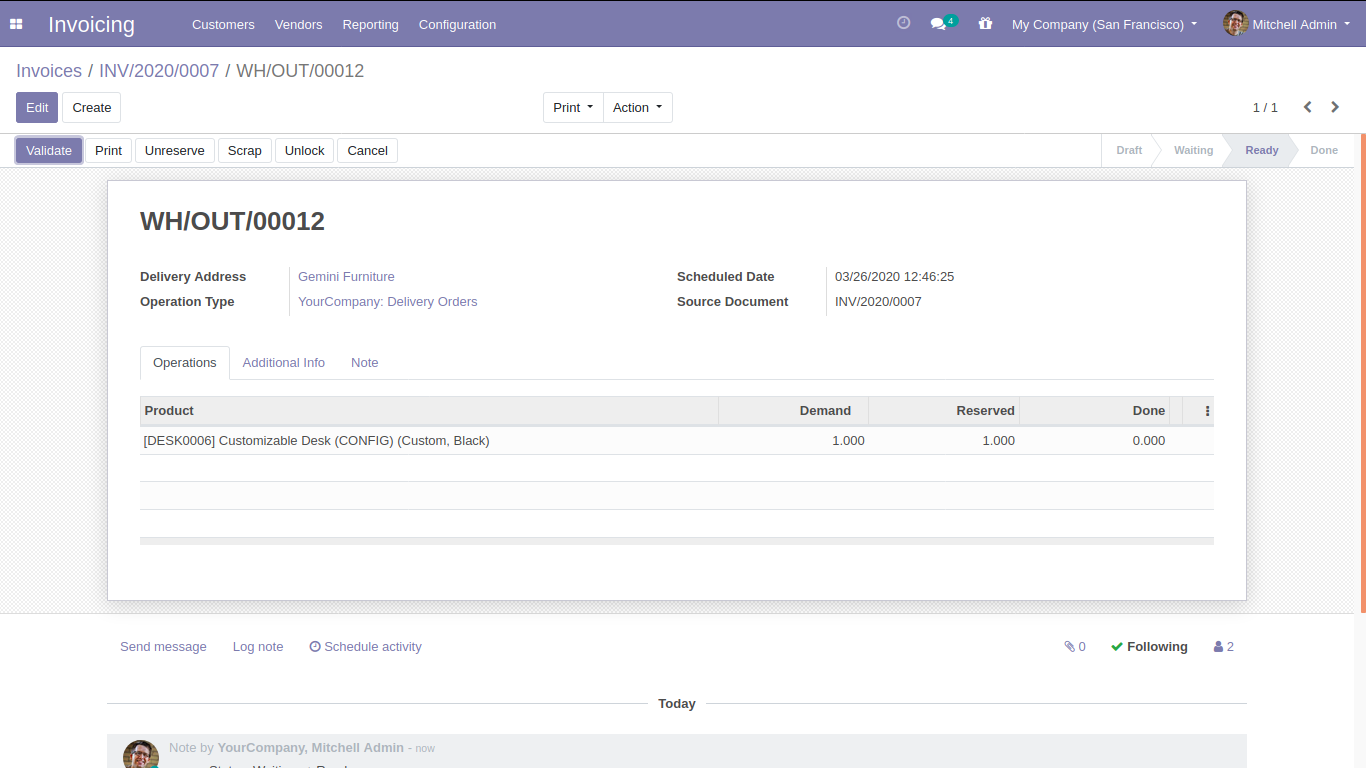 Invoicing Customers Vendors Reporting Configuration 4 My Company (San Francisco) Mitchell Admin
Invoices / INV/2020/0007 / WH/OUT/00012
Edit Create Print Action 1 / 1
Validate Print Unreserve Scrap Unlock Cancel Draft Waiting Ready Done
WH/OUT/00012
Delivery Address Gemini Furniture Scheduled Date 03/26/2020 12:46:25
Operation Type YourCompany: Delivery Orders Source Document INV/2020/0007
Operations Additional Info Note
Product Demand Reserved Done
[DESK0006] Customizable Desk (CONFIG) (Custom, Black) 1.000 1.000 0.000
Send message Log note Schedule activity 0 Following 2
Today
Note by YourCompany, Mitchell Admin - now